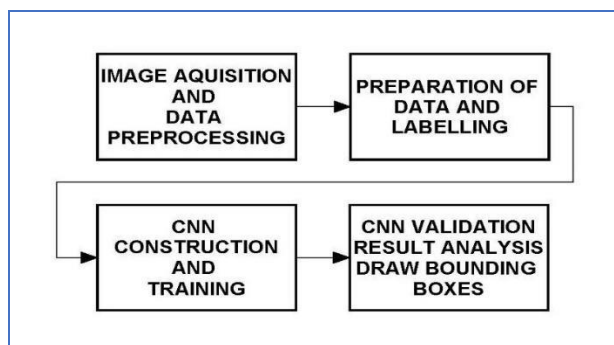 IMAGE AQUISITION
AND
DATA
PREPROCESSING
PREPARATION OF
DATA AND
LABELLING
CNN
CONSTRUCTION
AND
TRAINING
CNN VALIDATION
RESULT ANALYSIS
DRAW BOUNDING
BOXES